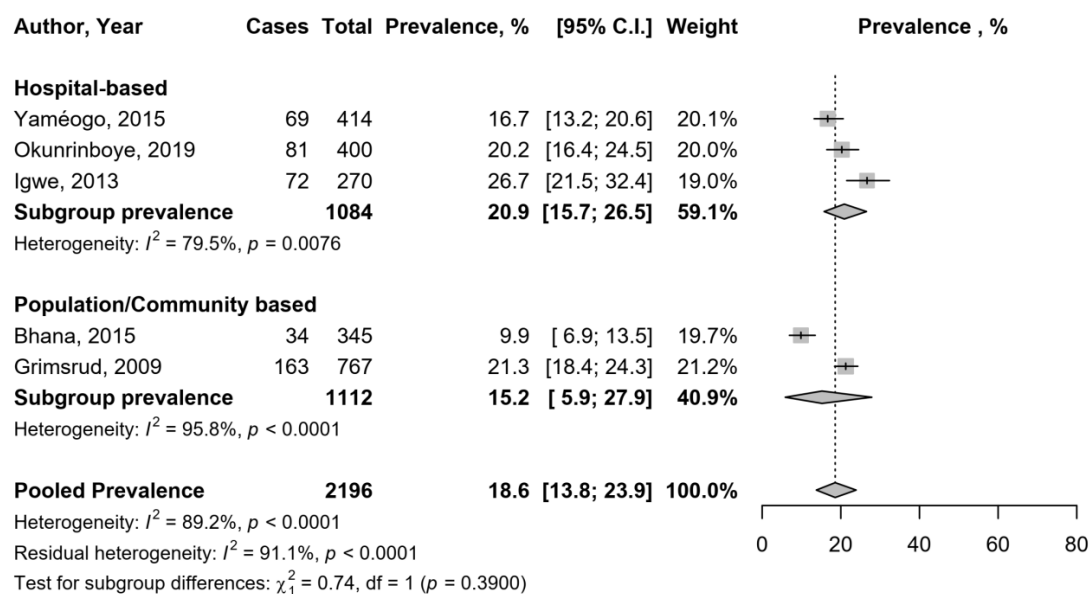 Author, Year Cases Total Prevalence, % [95% C.I.] Weight Prevalence , %
Hospital-based
Yaméogo, 2015 69 414 16.7 [13.2; 20.6] 20.1%
Okunrinboye, 2019 81 400 20.2 [16.4; 24.5] 20.0%
Igwe, 2013 72 270 26.7 [21.5; 32.4] 19.0%
Subgroup prevalence 1084 20.9 [15.7; 26.5] 59.1%
Heterogeneity: I² = 79.5%, p = 0.0076
Population/Community based
Bhana, 2015 34 345 9.9 [ 6.9; 13.5] 19.7%
Grimsrud, 2009 163 767 21.3 [18.4; 24.3] 21.2%
Subgroup prevalence 1112 15.2 [ 5.9; 27.9] 40.9%
Heterogeneity: I² = 95.8%, p < 0.0001
Pooled Prevalence 2196 18.6 [13.8; 23.9] 100.0%
Heterogeneity: I² = 89.2%, p < 0.0001
Residual heterogeneity: I² = 91.1%, p < 0.0001
0 20 40 60 80
Test for subgroup differences: χ₁² = 0.74, df = 1 (p = 0.3900)